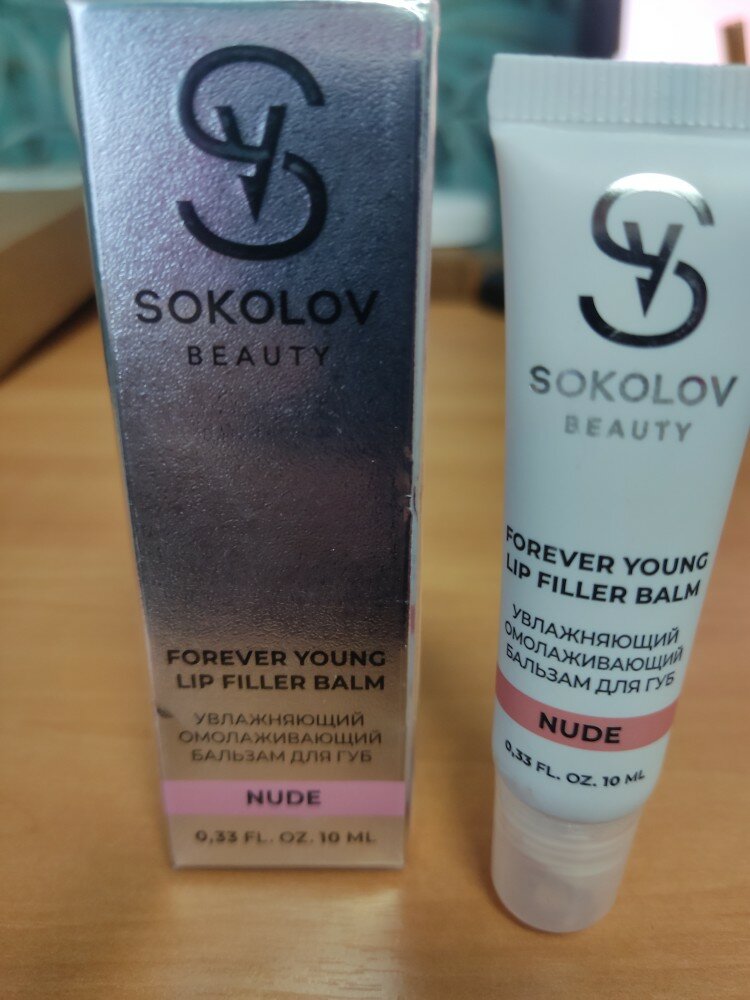 SOKOLOV
BEAUTY
FOREVER YOUNG
LIP FILLER BALM
УВЛАЖНЯЮЩИЙ
ОМОЛАЖИВАЮЩИЙ
БАЛЬЗАМ ДЛЯ ГУБ
NUDE
0,33 FL. OZ. 10 ML
SOKOLOV
BEAUTY
FOREVER YOUNG
LIP FILLER BALM
УВЛАЖНЯЮЩИЙ
ОМОЛАЖИВАЮЩИЙ
БАЛЬЗАМ ДЛЯ ГУБ
NUDE
0,33 FL. OZ. 10 ML